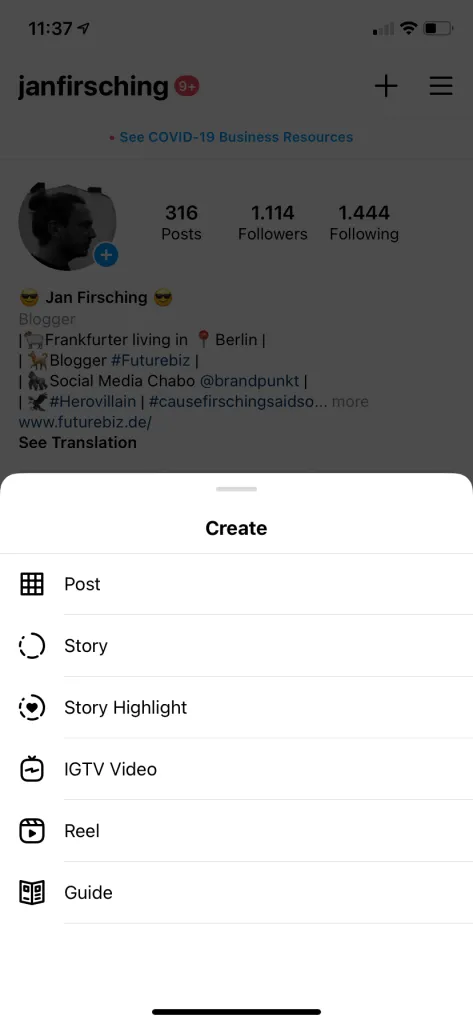 11:37
janfirsching 9+
See COVID-19 Business Resources
316 1.114 1.444
Posts Followers Following
😎 Jan Firsching 😎
Blogger
|🐑Frankfurter living in 📍Berlin |
| 🐕Blogger #Futurebiz |
| 🦍Social Media Chabo @brandpunkt |
| 🦅#Herovillain | #causefirschingsaidso... more
www.futurebiz.de/
See Translation
Create
Post
Story
Story Highlight
IGTV Video
Reel
Guide